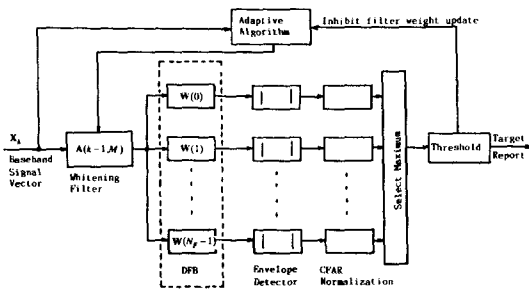 Adaptive
Algorithm
Inhibit filter weight update
X_k
Baseband
Signal
Vector
A(k-1,M)
Whitening
Filter
W(0)
W(1)
W(N_F-1)
DFB
| |
| |
| |
Envelope
Detector
CFAR
Normalization
Select Maximum
Threshold
Target
Report